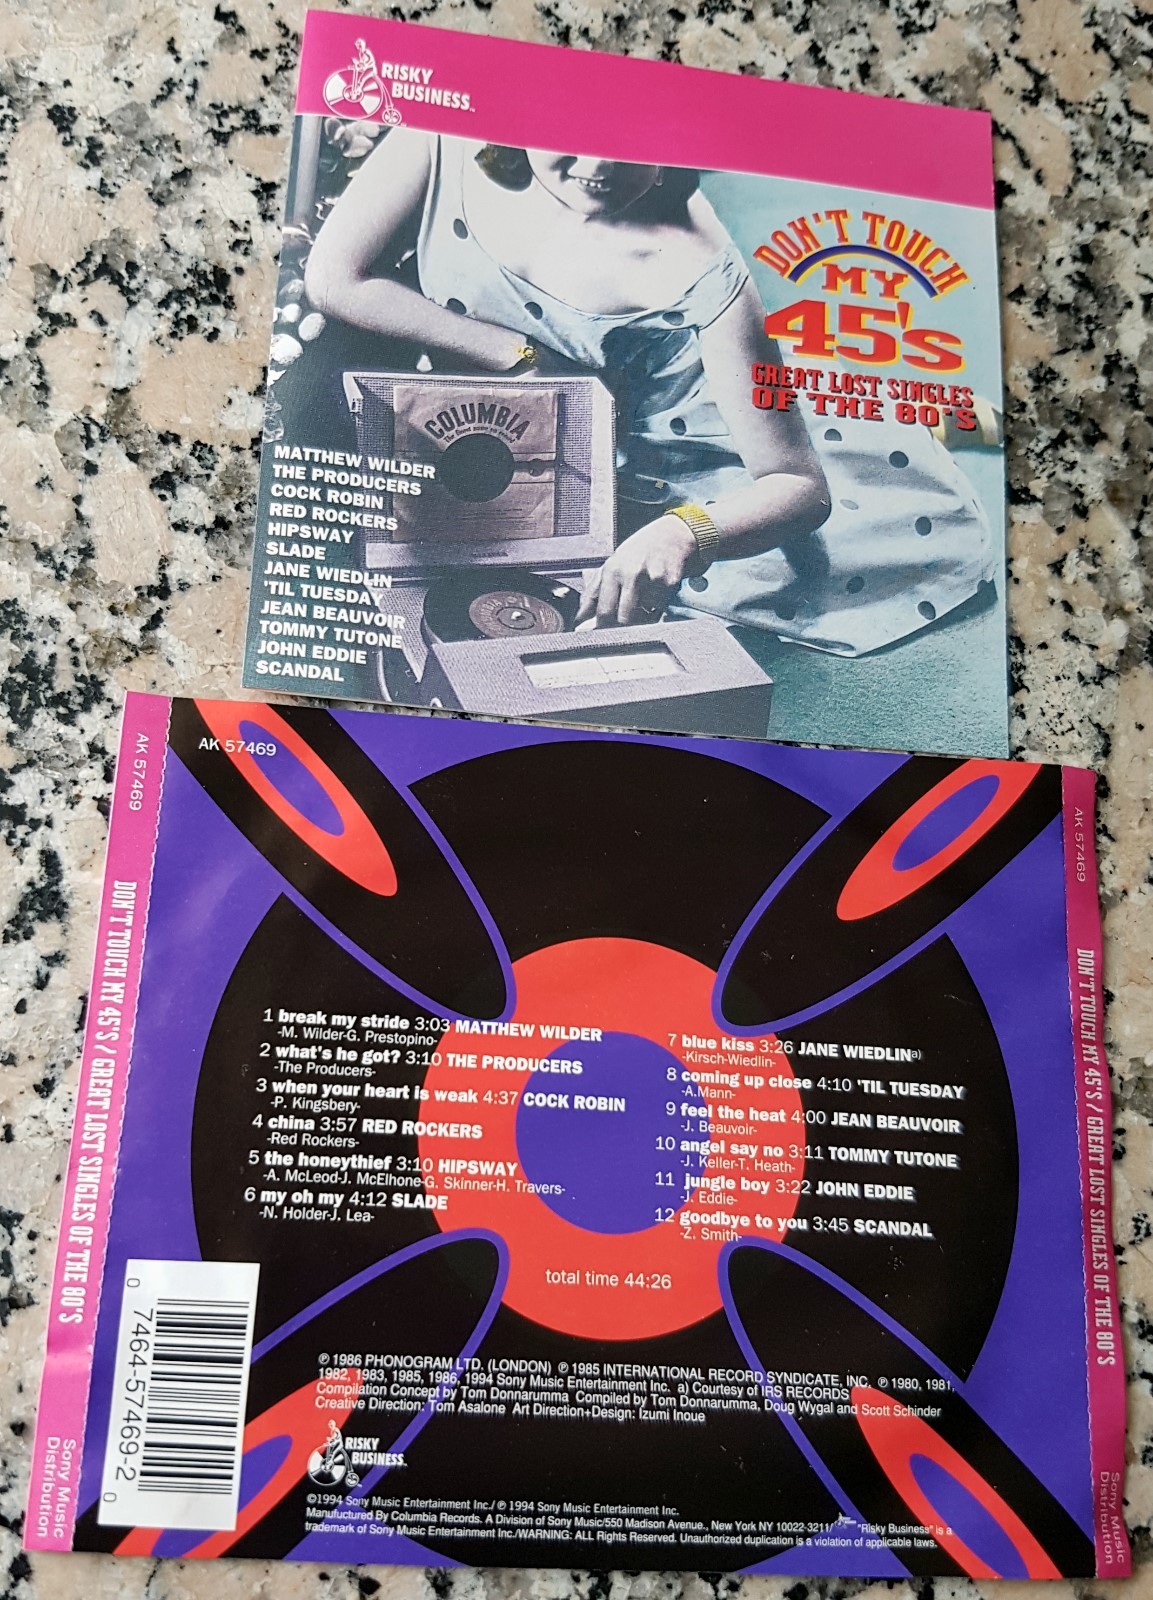 RISKY
BUSINESS™
DON'T TOUCH
MY
45'S
GREAT LOST SINGLES
OF THE 80'S
COLUMBIA
MATTHEW WILDER
THE PRODUCERS
COCK ROBIN
RED ROCKERS
HIPSWAY
SLADE
JANE WIEDLIN
'TIL TUESDAY
JEAN BEAUVOIR
TOMMY TUTONE
JOHN EDDIE
SCANDAL
AK 57469
DON'T TOUCH MY 45'S / GREAT LOST SINGLES OF THE 80'S
Sony Music
Distribution
AK 57469
1 break my stride 3:03 MATTHEW WILDER
-M. Wilder-G. Prestopino-
2 what's he got? 3:10 THE PRODUCERS
-The Producers-
3 when your heart is weak 4:37 COCK ROBIN
-P. Kingsbery-
4 china 3:57 RED ROCKERS
-Red Rockers-
5 the honeythief 3:10 HIPSWAY
-A. McLeod-J. McElhone-G. Skinner-H. Travers-
6 my oh my 4:12 SLADE
-N. Holder-J. Lea-
7 blue kiss 3:26 JANE WIEDLINa)
-Kirsch-Wiedlin-
8 coming up close 4:10 'TIL TUESDAY
-A.Mann-
9 feel the heat 4:00 JEAN BEAUVOIR
-J. Beauvoir-
10 angel say no 3:11 TOMMY TUTONE
-J. Keller-T. Heath-
11 jungle boy 3:22 JOHN EDDIE
-J. Eddie-
12 goodbye to you 3:45 SCANDAL
-Z. Smith-
total time 44:26
0 7464-57469-2 0
℗ 1986 PHONOGRAM LTD. (LONDON) ℗ 1985 INTERNATIONAL RECORD SYNDICATE, INC. ℗ 1980, 1981,
1982, 1983, 1985, 1986, 1994 Sony Music Entertainment Inc. a) Courtesy of IRS RECORDS
Compilation Concept by Tom Donnarumma Compiled by Tom Donnarumma, Doug Wygal and Scott Schinder
Creative Direction: Tom Asalone Art Direction+Design: Izumi Inoue
RISKY
BUSINESS™
©1994 Sony Music Entertainment Inc./ ℗ 1994 Sony Music Entertainment Inc.
Manufactured By Columbia Records. A Division of Sony Music/550 Madison Avenue., New York NY 10022-3211/ "Risky Business" is a
trademark of Sony Music Entertainment Inc./WARNING: ALL Rights Reserved. Unauthorized duplication is a violation of applicable laws.
AK 57469
DON'T TOUCH MY 45'S / GREAT LOST SINGLES OF THE 80'S
Sony Music
Distribution